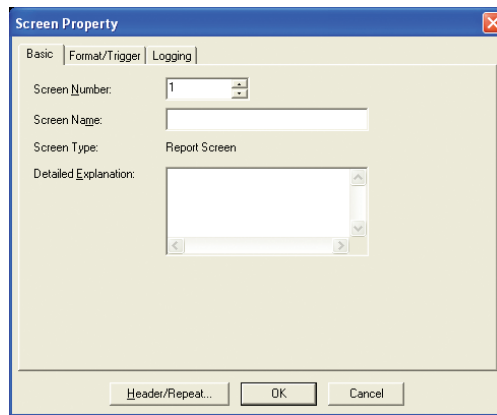 Screen Property
Basic Format/Trigger Logging
Screen Number: 1
Screen Name:
Screen Type: Report Screen
Detailed Explanation:
Header/Repeat... OK Cancel